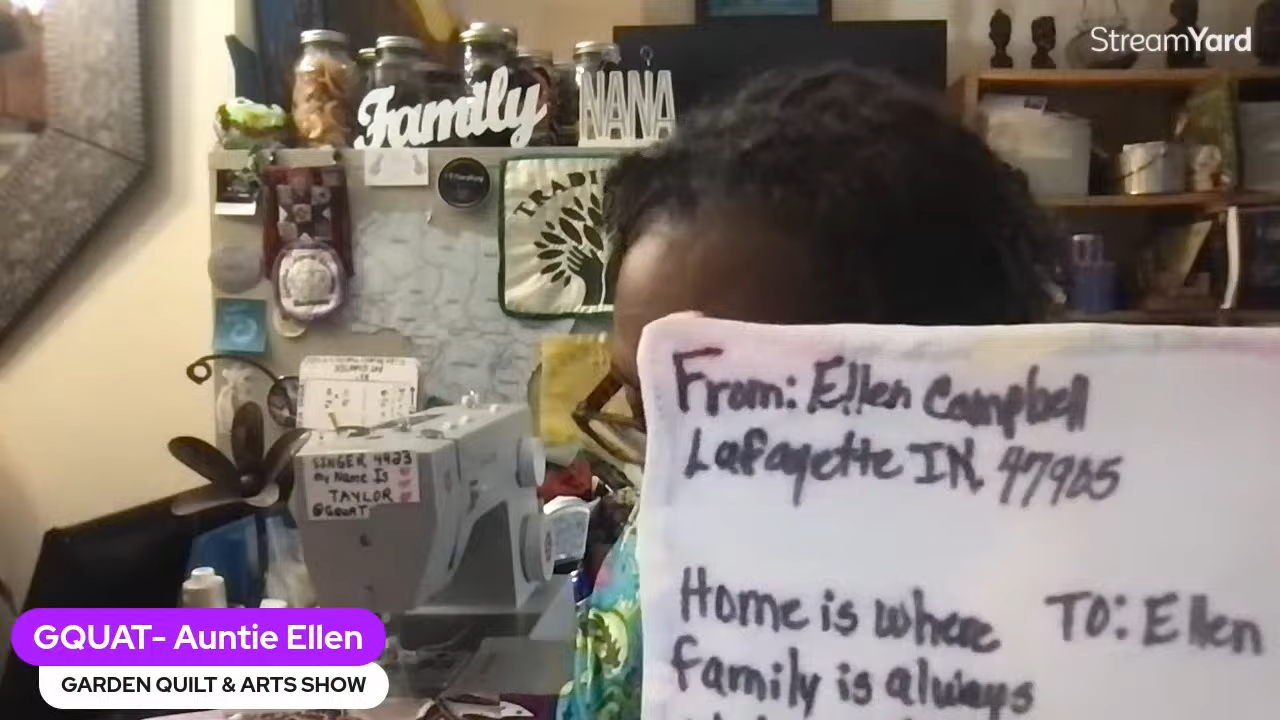 StreamYard
Family
NANA
TRADI
From: Ellen Campbell
Lafayette IN 47905
SINGER 4423
my Name Is
TAYLOR
@GQUAT
Home is where
family is always
TO: Ellen
GQUAT- Auntie Ellen
GARDEN QUILT & ARTS SHOW